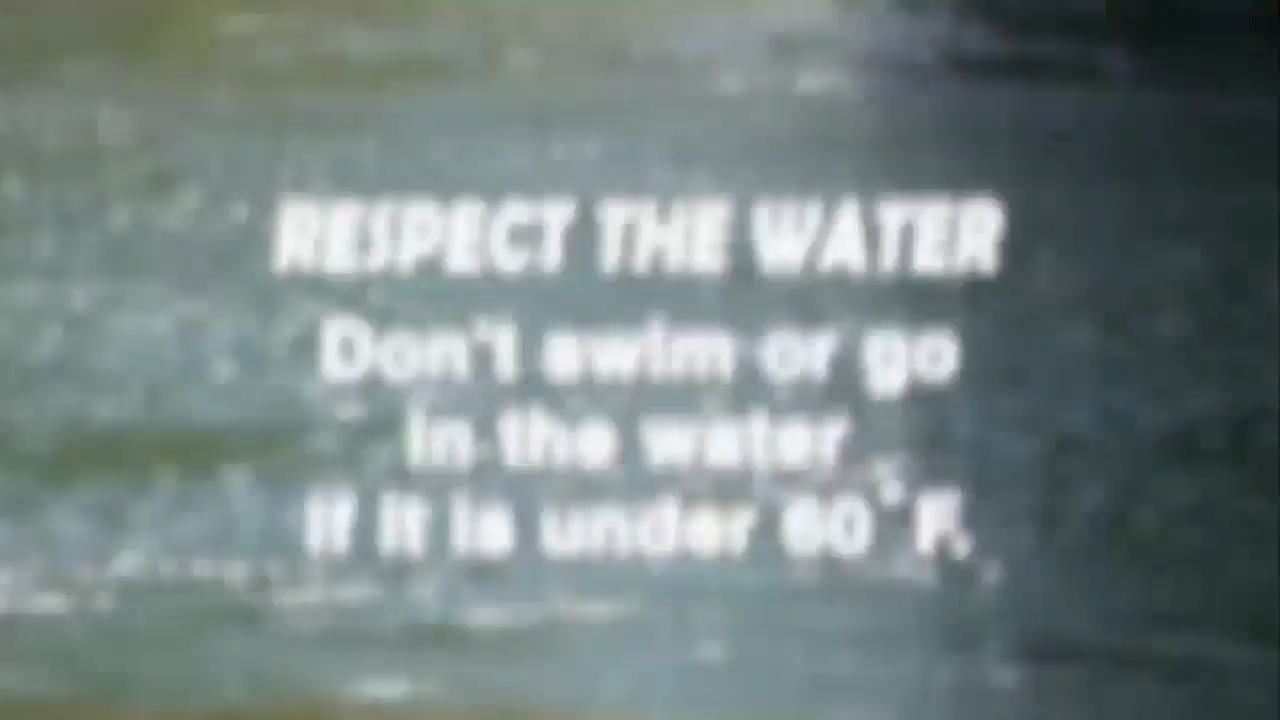 RESPECT THE WATER
Don't swim or go
in the water
if it is under 60°F.